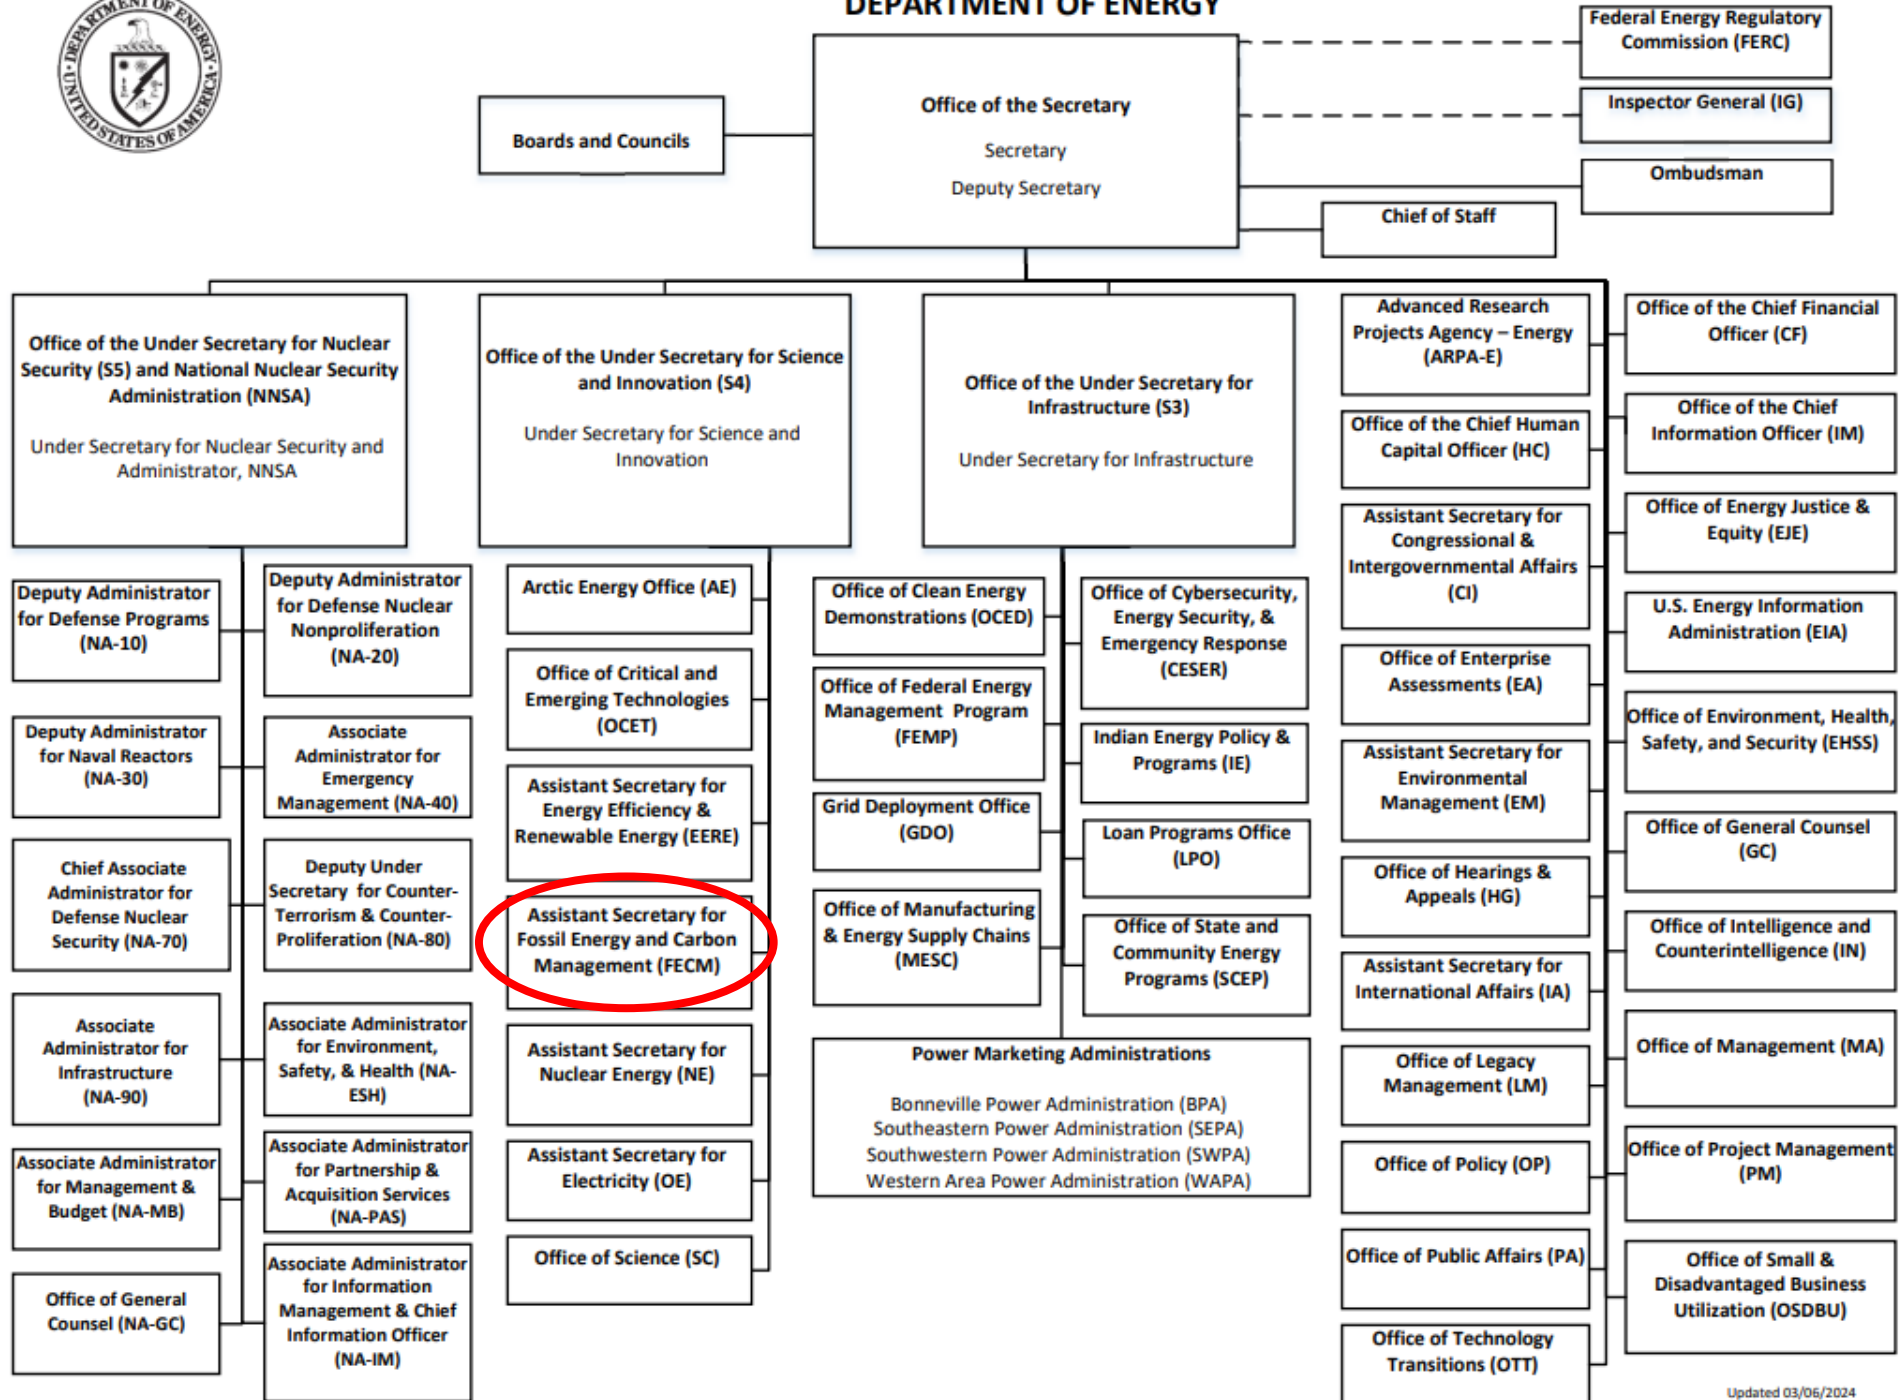 DEPARTMENT OF ENERGY
DEPARTMENT OF ENERGY
UNITED STATES OF AMERICA
Federal Energy Regulatory
Commission (FERC)
Inspector General (IG)
Ombudsman
Chief of Staff
Office of the Secretary
Secretary
Deputy Secretary
Boards and Councils
Office of the Under Secretary for Nuclear
Security (S5) and National Nuclear Security
Administration (NNSA)
Under Secretary for Nuclear Security and
Administrator, NNSA
Deputy Administrator
for Defense Programs
(NA-10)
Deputy Administrator
for Defense Nuclear
Nonproliferation
(NA-20)
Deputy Administrator
for Naval Reactors
(NA-30)
Associate
Administrator for
Emergency
Management (NA-40)
Chief Associate
Administrator for
Defense Nuclear
Security (NA-70)
Deputy Under
Secretary for Counter-
Terrorism & Counter-
Proliferation (NA-80)
Associate
Administrator for
Infrastructure
(NA-90)
Associate Administrator
for Environment,
Safety, & Health (NA-
ESH)
Associate Administrator
for Management &
Budget (NA-MB)
Associate Administrator
for Partnership &
Acquisition Services
(NA-PAS)
Office of General
Counsel (NA-GC)
Associate Administrator
for Information
Management & Chief
Information Officer
(NA-IM)
Office of the Under Secretary for Science
and Innovation (S4)
Under Secretary for Science and
Innovation
Arctic Energy Office (AE)
Office of Critical and
Emerging Technologies
(OCET)
Assistant Secretary for
Energy Efficiency &
Renewable Energy (EERE)
Assistant Secretary for
Fossil Energy and Carbon
Management (FECM)
Assistant Secretary for
Nuclear Energy (NE)
Assistant Secretary for
Electricity (OE)
Office of Science (SC)
Office of the Under Secretary for
Infrastructure (S3)
Under Secretary for Infrastructure
Office of Clean Energy
Demonstrations (OCED)
Office of Cybersecurity,
Energy Security, &
Emergency Response
(CESER)
Office of Federal Energy
Management Program
(FEMP)
Indian Energy Policy &
Programs (IE)
Grid Deployment Office
(GDO)
Loan Programs Office
(LPO)
Office of Manufacturing
& Energy Supply Chains
(MESC)
Office of State and
Community Energy
Programs (SCEP)
Power Marketing Administrations
Bonneville Power Administration (BPA)
Southeastern Power Administration (SEPA)
Southwestern Power Administration (SWPA)
Western Area Power Administration (WAPA)
Advanced Research
Projects Agency – Energy
(ARPA-E)
Office of the Chief Human
Capital Officer (HC)
Assistant Secretary for
Congressional &
Intergovernmental Affairs
(CI)
Office of Enterprise
Assessments (EA)
Assistant Secretary for
Environmental
Management (EM)
Office of Hearings &
Appeals (HG)
Assistant Secretary for
International Affairs (IA)
Office of Legacy
Management (LM)
Office of Policy (OP)
Office of Public Affairs (PA)
Office of Technology
Transitions (OTT)
Office of the Chief Financial
Officer (CF)
Office of the Chief
Information Officer (IM)
Office of Energy Justice &
Equity (EJE)
U.S. Energy Information
Administration (EIA)
Office of Environment, Health,
Safety, and Security (EHSS)
Office of General Counsel
(GC)
Office of Intelligence and
Counterintelligence (IN)
Office of Management (MA)
Office of Project Management
(PM)
Office of Small &
Disadvantaged Business
Utilization (OSDBU)
Updated 03/06/2024